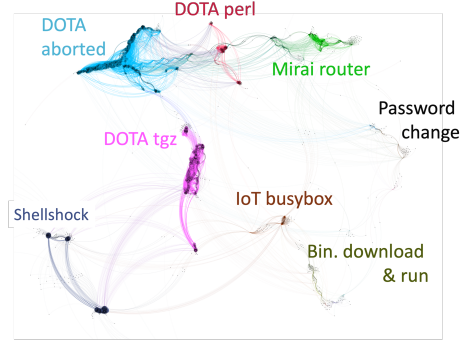 DOTA perl
DOTA
aborted
Mirai router
Password
change
DOTA tgz
IoT busybox
Shellshock
Bin. download
& run